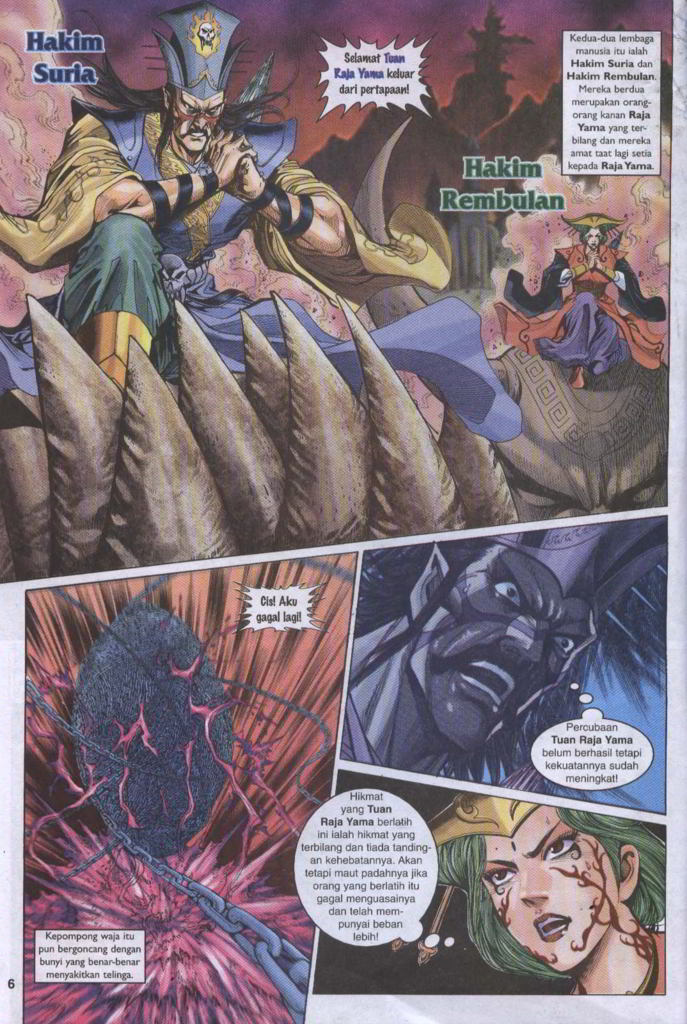 Hakim
Suria
Selamat Tuan
Raja Yama keluar
dari pertapaan!
Kedua-dua lembaga
manusia itu ialah
Hakim Suria dan
Hakim Rembulan.
Mereka berdua
merupakan orang-
orang kanan Raja
Yama yang ter-
bilang dan mereka
amat taat lagi setia
kepada Raja Yama.
Hakim
Rembulan
Cis! Aku
gagal lagi!
Percubaan
Tuan Raja Yama
belum berhasil tetapi
kekuatannya sudah
meningkat!
Hikmat
yang Tuan
Raja Yama berlatih
ini ialah hikmat yang
terbilang dan tiada tanding-
an kehebatannya. Akan
tetapi maut padahnya jika
orang yang berlatih itu
gagal menguasainya
dan telah mem-
punyai beban
lebih!
Kepompong waja itu
pun bergoncang dengan
bunyi yang benar-benar
menyakitkan telinga.
6